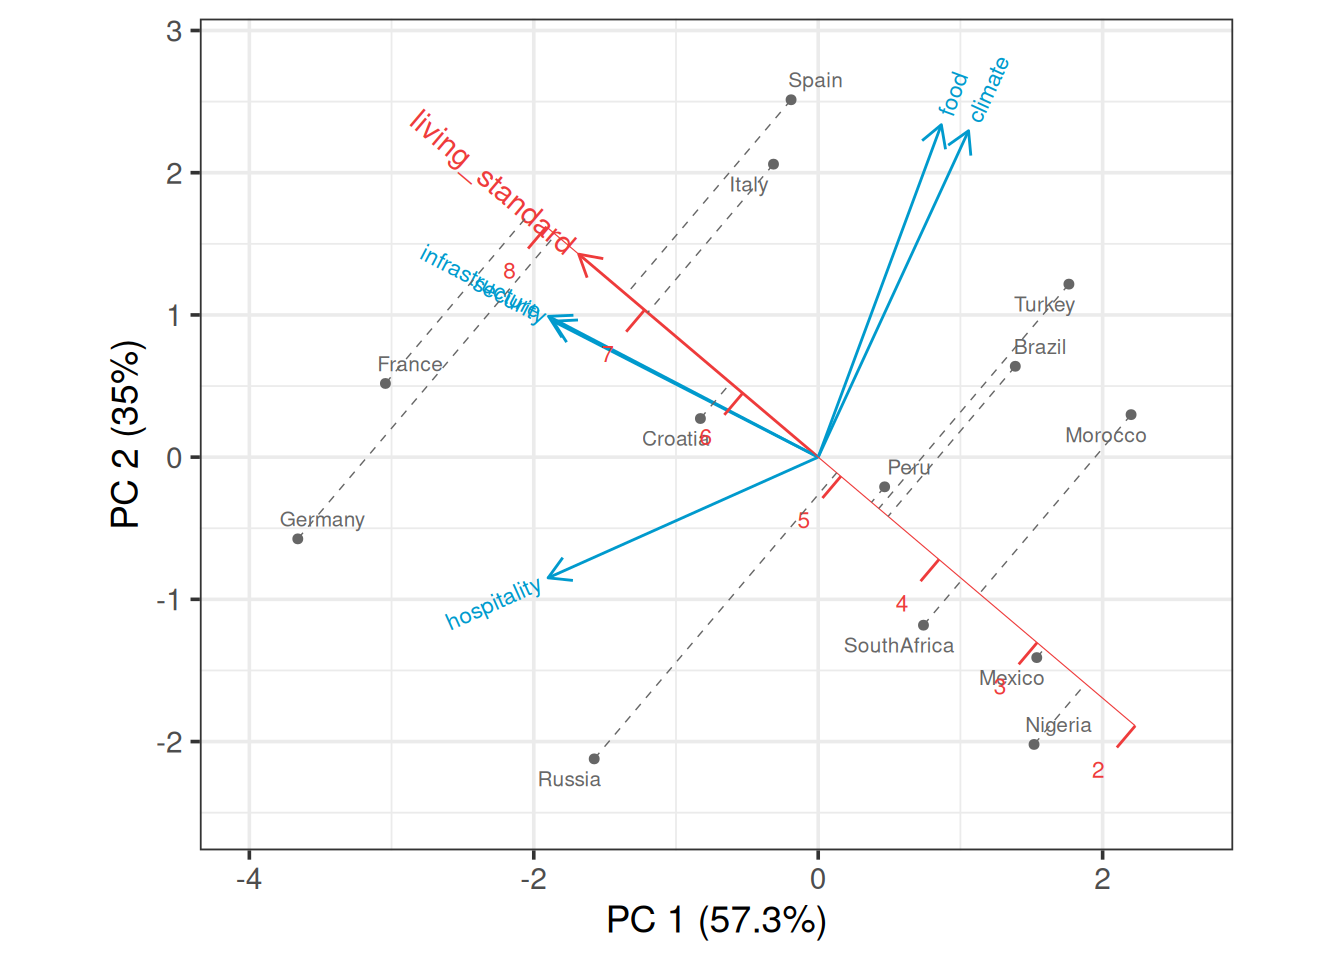 3
2
1
0
-1
-2
PC 2 (35%)
-4
-2
0
2
PC 1 (57.3%)
Spain
food
climate
Italy
living_standard
infrastructure
security
8
Turkey
7
Brazil
France
Croatia
6
Morocco
Peru
5
Germany
hospitality
4
SouthAfrica
Mexico
3
Nigeria
2
Russia